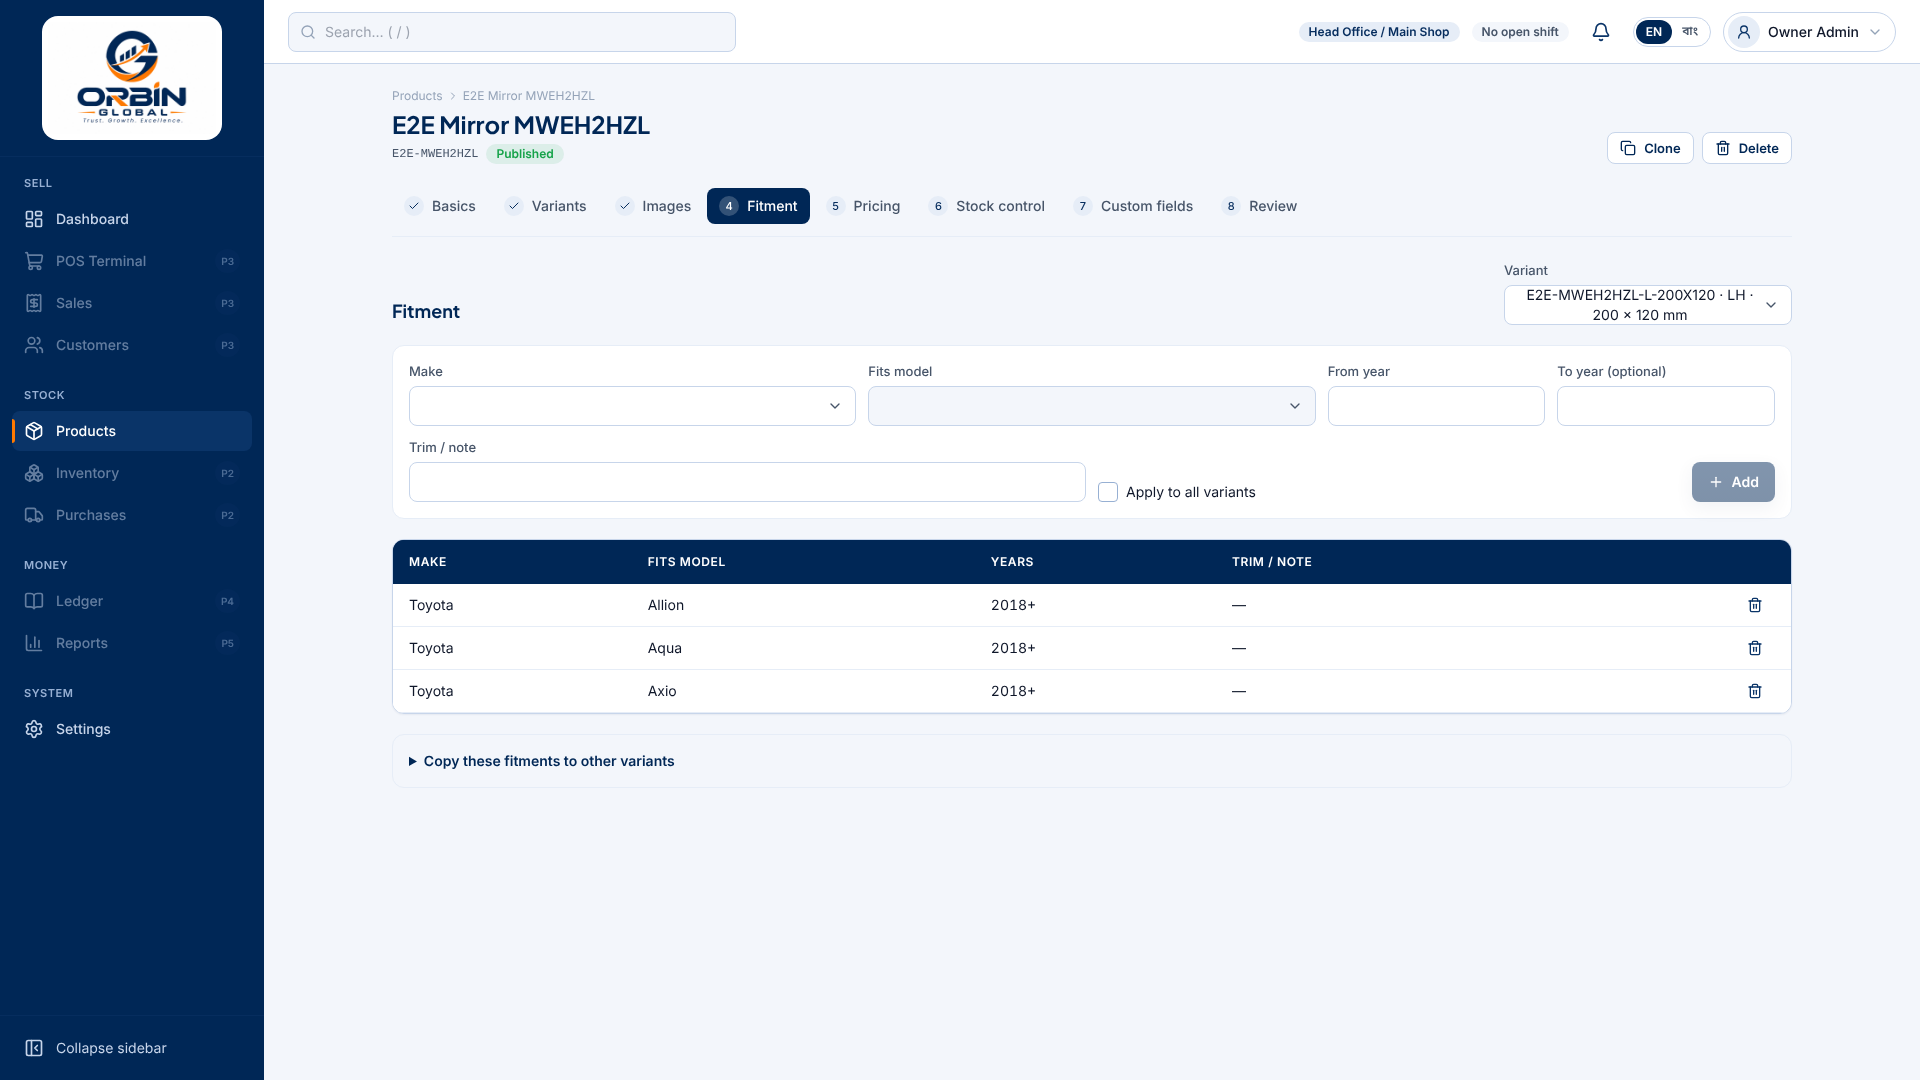 ORBIN
GLOBAL
Trust. Growth. Excellence.
SELL
Dashboard
POS Terminal P3
Sales P3
Customers P3
STOCK
Products
Inventory P2
Purchases P2
MONEY
Ledger P4
Reports P5
SYSTEM
Settings
Collapse sidebar
Search... ( / )
Head Office / Main Shop
No open shift
EN বাং
Owner Admin
Products > E2E Mirror MWEH2HZL
E2E Mirror MWEH2HZL
E2E-MWEH2HZL Published
Clone
Delete
Basics
Variants
Images
4 Fitment
5 Pricing
6 Stock control
7 Custom fields
8 Review
Fitment
Variant
E2E-MWEH2HZL-L-200X120 · LH ·
200 × 120 mm
Make
Fits model
From year
To year (optional)
Trim / note
Apply to all variants
+ Add
MAKE FITS MODEL YEARS TRIM / NOTE
Toyota Allion 2018+ —
Toyota Aqua 2018+ —
Toyota Axio 2018+ —
Copy these fitments to other variants